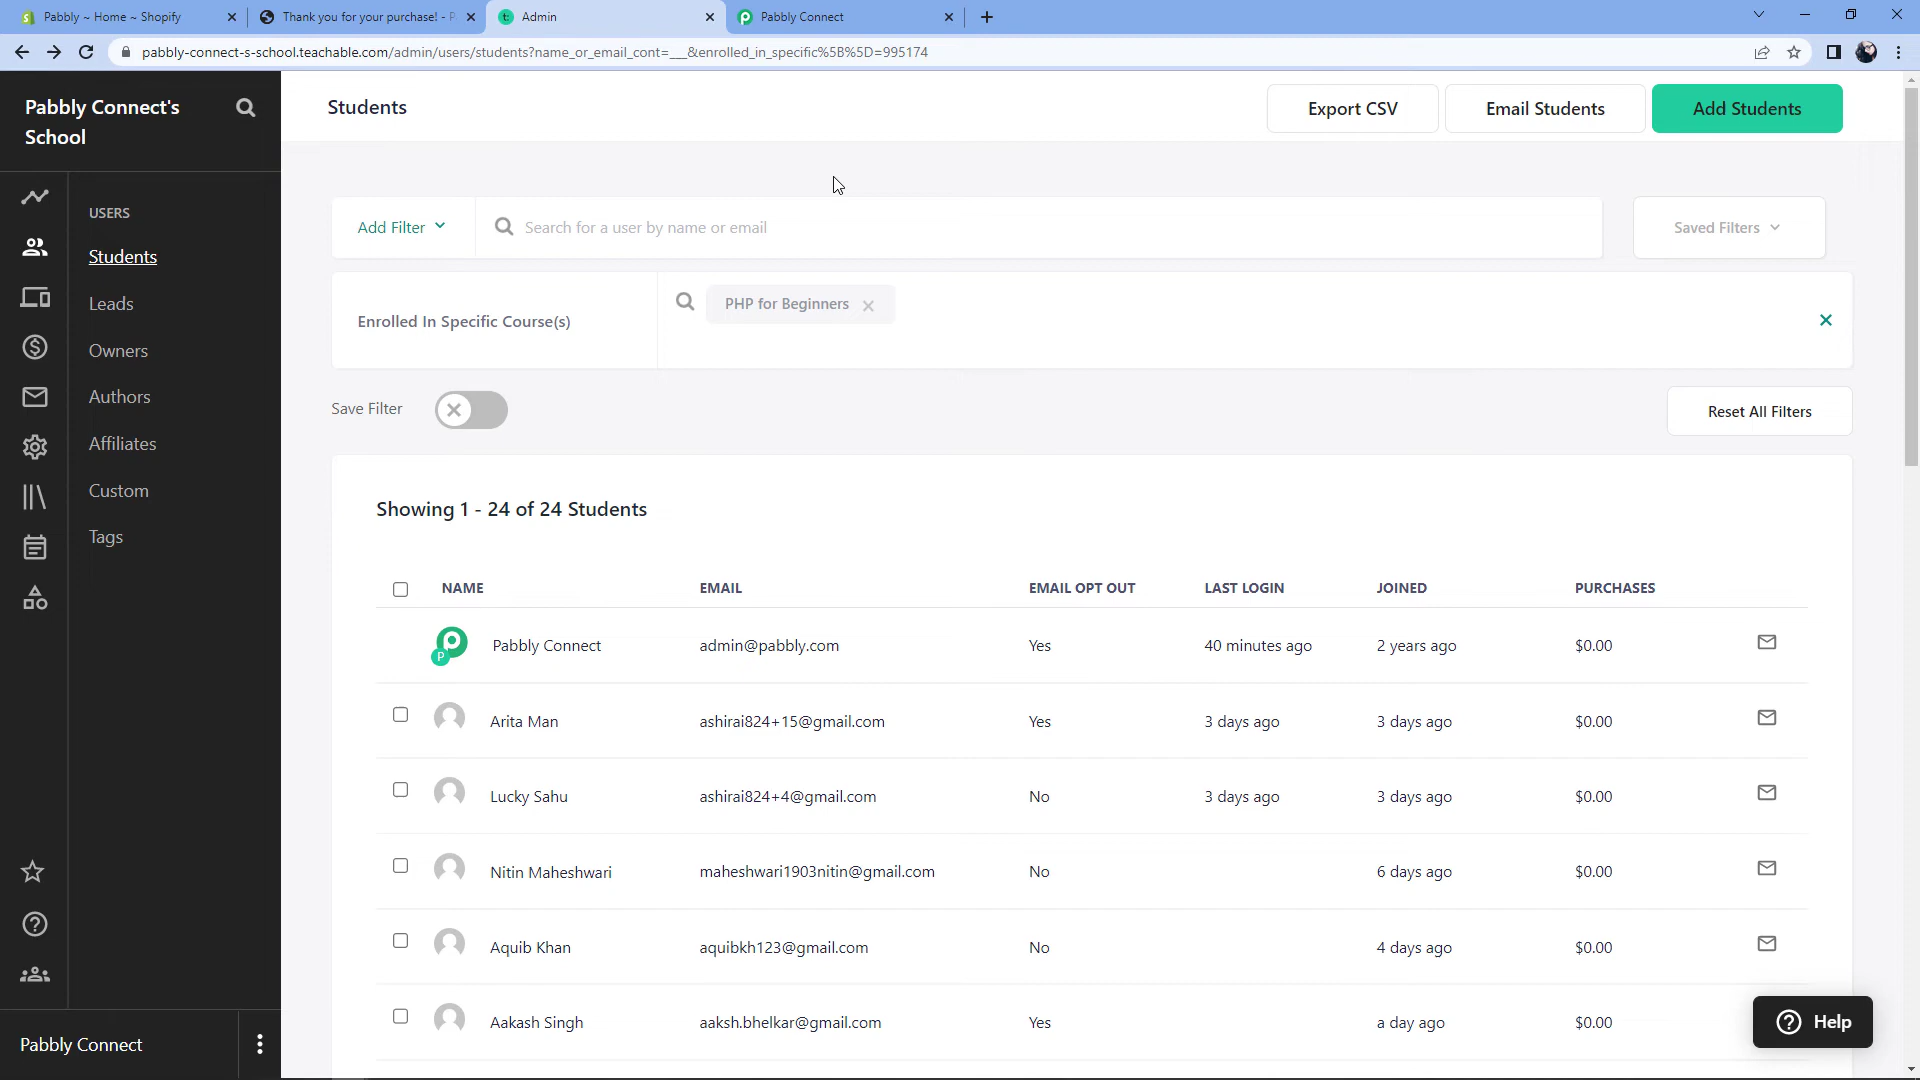 Pabbly ~ Home ~ Shopify
Thank you for your purchase! - P
Admin
Pabbly Connect
pabbly-connect-s-school.teachable.com/admin/users/students?name_or_email_cont=___&enrolled_in_specific%5B%5D=995174
Pabbly Connect's
School
Students
Export CSV
Email Students
Add Students
USERS
Students
Leads
Owners
Authors
Affiliates
Custom
Tags
Add Filter
Search for a user by name or email
Saved Filters
Enrolled In Specific Course(s)
PHP for Beginners
Save Filter
Reset All Filters
Showing 1 - 24 of 24 Students
NAME EMAIL EMAIL OPT OUT LAST LOGIN JOINED PURCHASES
P Pabbly Connect admin@pabbly.com Yes 40 minutes ago 2 years ago $0.00
Arita Man ashirai824+15@gmail.com Yes 3 days ago 3 days ago $0.00
Lucky Sahu ashirai824+4@gmail.com No 3 days ago 3 days ago $0.00
Nitin Maheshwari maheshwari1903nitin@gmail.com No 6 days ago $0.00
Aquib Khan aquibkh123@gmail.com No 4 days ago $0.00
Aakash Singh aaksh.bhelkar@gmail.com Yes a day ago $0.00
Pabbly Connect
Help